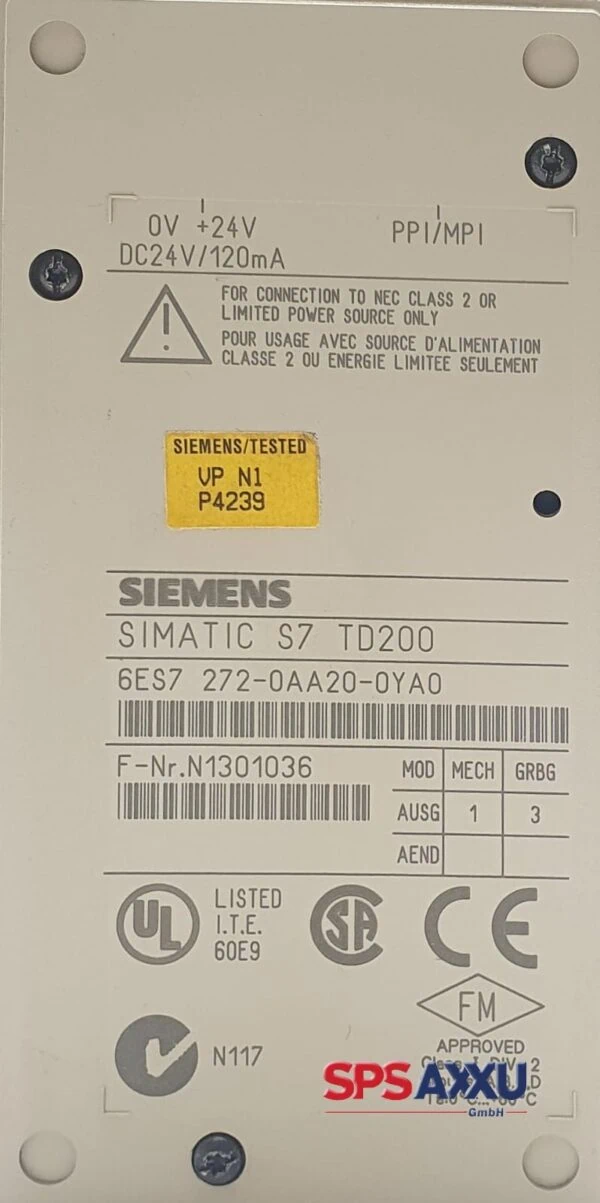 0V +24V
PPI/MPI
DC24V/120mA
FOR CONNECTION TO NEC CLASS 2 OR
LIMITED POWER SOURCE ONLY
POUR USAGE AVEC SOURCE D'ALIMENTATION
CLASSE 2 OU ENERGIE LIMITEE SEULEMENT
SIEMENS/TESTED
VP N1
P4239
SIEMENS
SIMATIC S7 TD200
6ES7 272-0AA20-0YA0
F-Nr.N1301036
MOD MECH GRBG
AUSG 1 3
AEND
UL
LISTED
I.T.E.
60E9
SA
CE
FM
APPROVED
N117
SPSAXXU
GmbH